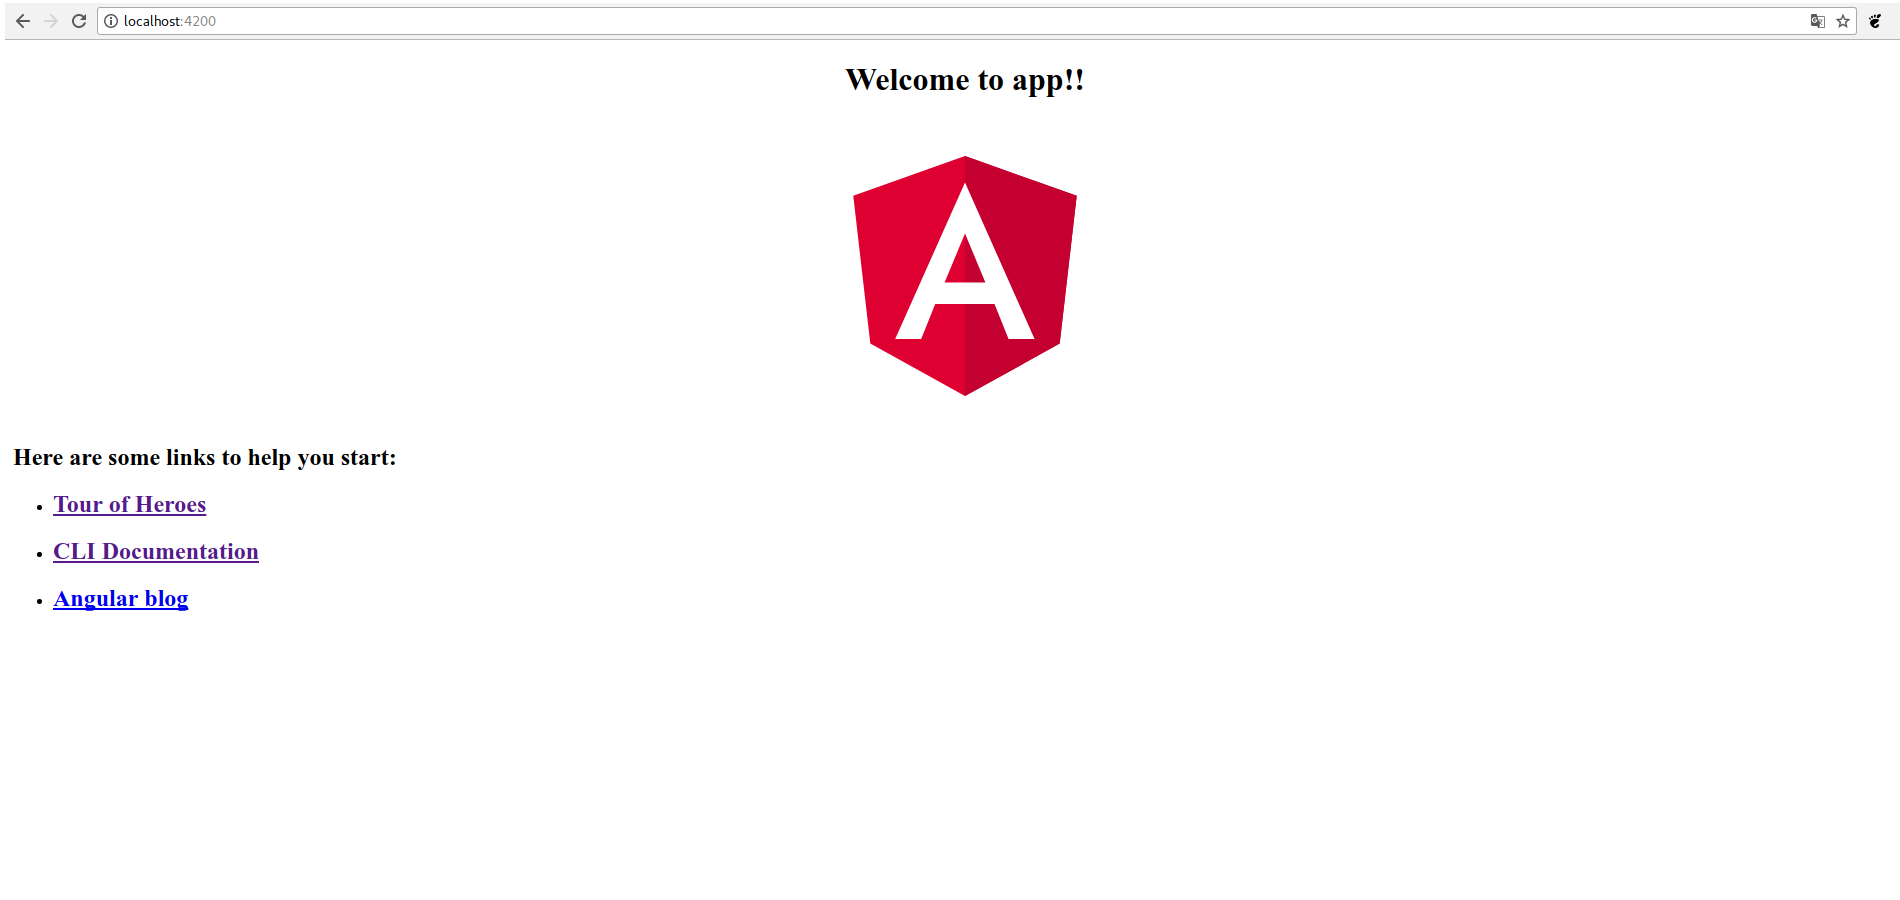 localhost:4200
Welcome to app!!
A
Here are some links to help you start:
Tour of Heroes
CLI Documentation
Angular blog